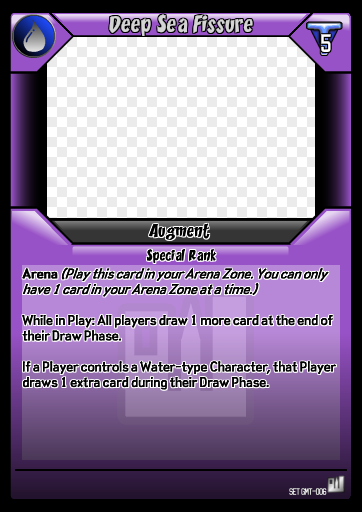 Deep Sea Fissure
5
Augment
Special Rank
Arena (Play this card in your Arena Zone. You can only
have 1 card in your Arena Zone at a time.)
While in Play: All players draw 1 more card at the end of
their Draw Phase.
If a Player controls a Water-type Character, that Player
draws 1 extra card during their Draw Phase.
SET GMT-006